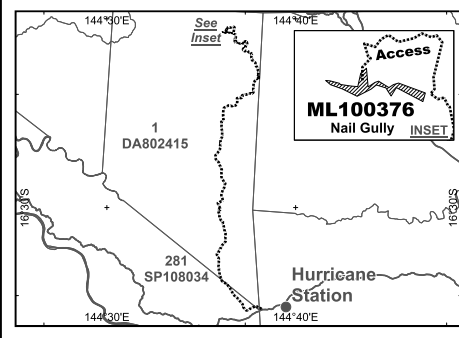 144°30'E
144°40'E
See
Inset
Access
ML100376
Nail Gully
INSET
1
DA802415
16°30'S
16°30'S
281
SP108034
Hurricane
Station
144°30'E
144°40'E